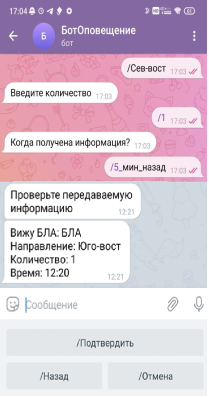 17:04
БотОповещение
бот
Б
/Сев-вост 17:03
Введите количество 17:03
/1 17:03
Когда получена информация? 17:03
/5_мин_назад 17:03
Проверьте передаваемую
информацию 12:21
Вижу БЛА: БЛА
Направление: Юго-вост
Количество: 1
Время: 12:20 12:21
Сообщение
/Подтвердить
/Назад /Отмена